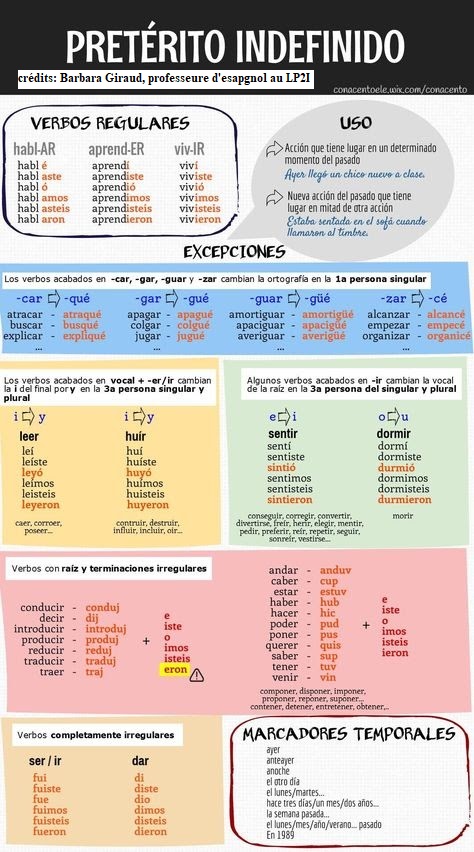 PRETÉRITO INDEFINIDO
crédits: Barbara Giraud, professeure d'esapgnol au LP2I
conacentoele.wix.com/conacento
VERBOS REGULARES
habl-AR aprend-ER viv-IR
habl é aprendí viví
habl aste aprendiste viviste
habl ó aprendió vivió
habl amos aprendimos vivimos
habl asteis aprendisteis vivisteis
habl aron aprendieron vivieron
USO
Acción que tiene lugar en un determinado
momento del pasado
Ayer llegó un chico nuevo a clase.
Nueva acción del pasado que tiene
lugar en mitad de otra acción
Estaba sentada en el sofá cuando
llamaron al timbre.
EXCEPCIONES
Los verbos acabados en -car, -gar, -guar y -zar cambian la ortografía en la 1a persona singular
-car -qué -gar -gué -guar -güé -zar -cé
atracar - atraqué apagar - apagué amortiguar - amortigüé alcanzar - alcancé
buscar - busqué colgar - colgué apaciguar - apacigüé empezar - empecé
explicar - expliqué jugar - jugué averiguar - averigüé organizar - organicé
... ... ... ...
Los verbos acabados en vocal + -er/ir cambian
la i del final por y en la 3a persona singular y
plural
i y i y
leer huír
leí huí
leíste huíste
leyó huyó
leímos huimos
leisteis huisteis
leyeron huyeron
caer, corroer, contruir, destruir,
poseer... influir, incluir, oir...
Algunos verbos acabados en -ir cambian la vocal
de la raíz en la 3a persona del singular y plural
e i o u
sentir dormir
sentí dormí
sentiste dormiste
sintió durmió
sentimos dormimos
sentisteis dormisteis
sintieron durmieron
conseguir, corregir, convertir, morir
divertirse, freír, herir, elegir, mentir,
pedir, preferir, reír, repetir, seguir,
sonreír, vestirse...
Verbos con raíz y terminaciones irregulares
conducir - conduj
decir - dij
introducir - introduj
producir - produj
reducir - reduj
traducir - traduj
traer - traj
+
e
iste
o
imos
isteis
eron
andar - anduv
caber - cup
estar - estuv
haber - hub
hacer - hic
poder - pud
poner - pus
querer - quis
saber - sup
tener - tuv
venir - vin
+
e
iste
o
imos
isteis
ieron
componer, disponer, imponer,
proponer, reponer, suponer...
contener, detener, entretener, obtener,..
Verbos completamente irregulares
ser / ir dar
fui di
fuiste diste
fue dio
fuimos dimos
fuisteis disteis
fueron dieron
MARCADORES TEMPORALES
ayer
anteayer
anoche
el otro día
el lunes/martes...
hace tres días/un mes/dos años...
la semana pasada...
el lunes/mes/año/verano... pasado
En 1989